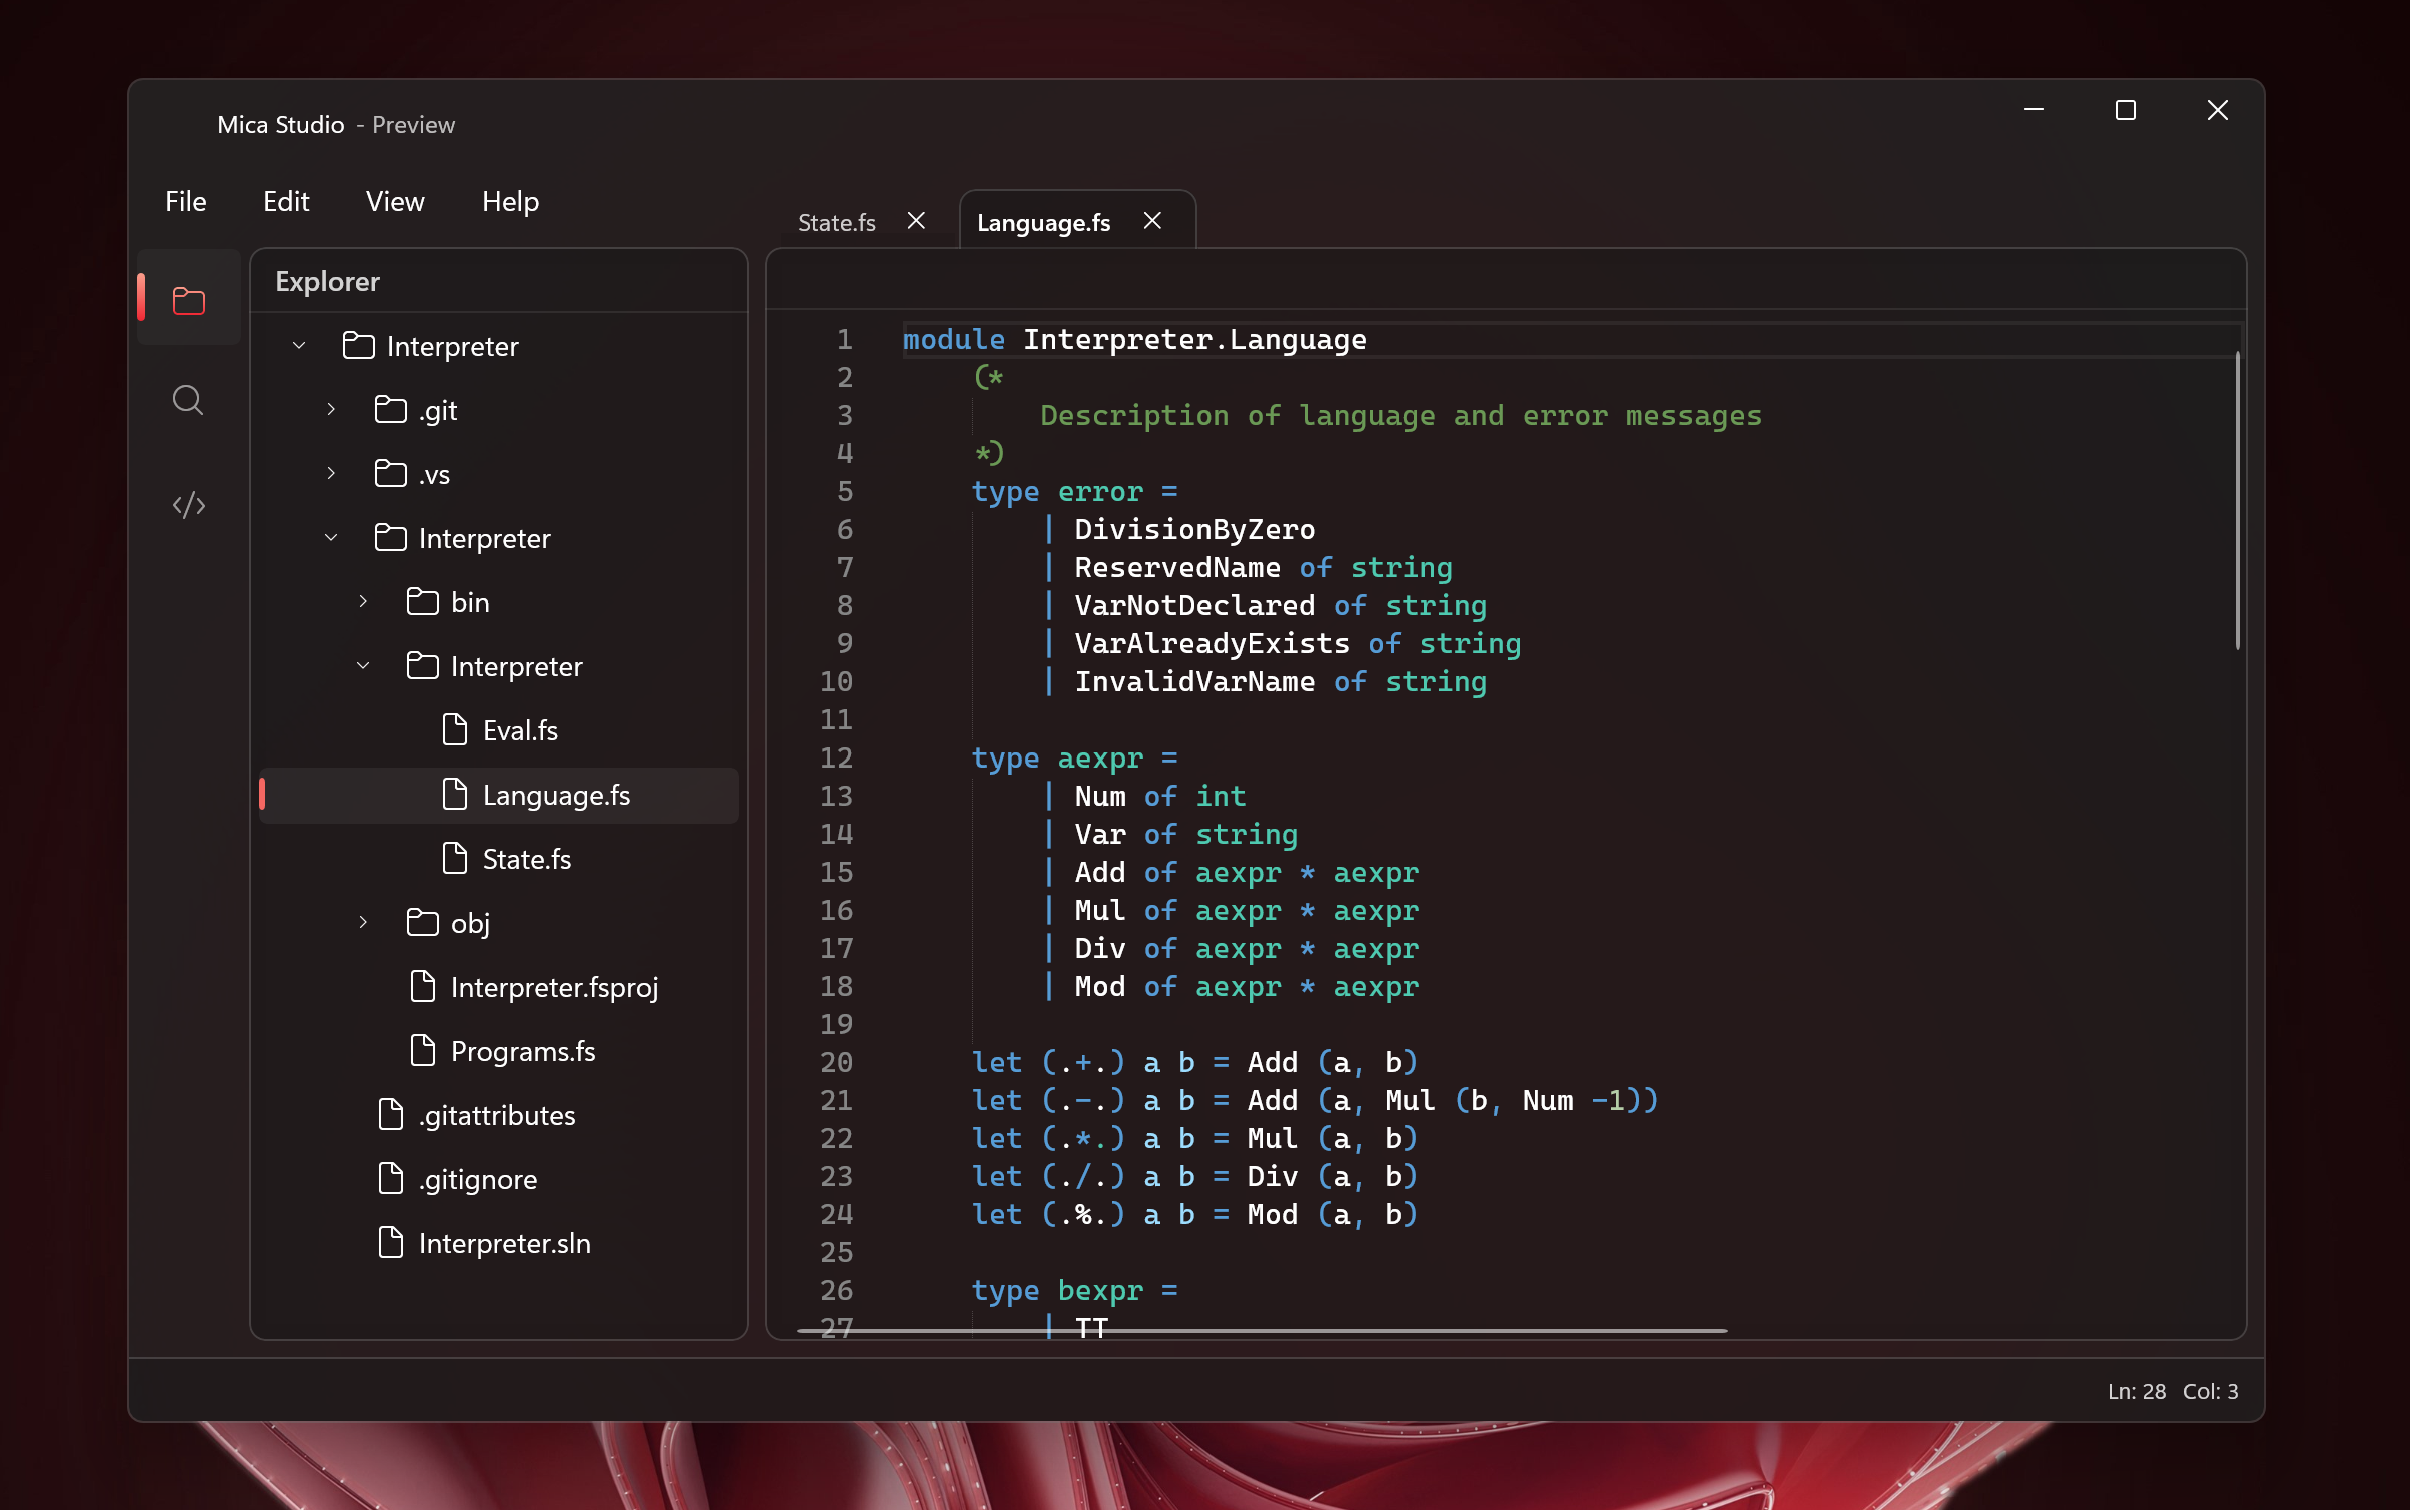 Mica Studio - Preview
File Edit View Help
State.fs Language.fs
Explorer
Interpreter
.git
.vs
Interpreter
bin
Interpreter
Eval.fs
Language.fs
State.fs
obj
Interpreter.fsproj
Programs.fs
.gitattributes
.gitignore
Interpreter.sln
1 module Interpreter.Language
2 (*
3 Description of language and error messages
4 *)
5 type error =
6 | DivisionByZero
7 | ReservedName of string
8 | VarNotDeclared of string
9 | VarAlreadyExists of string
10 | InvalidVarName of string
11
12 type aexpr =
13 | Num of int
14 | Var of string
15 | Add of aexpr * aexpr
16 | Mul of aexpr * aexpr
17 | Div of aexpr * aexpr
18 | Mod of aexpr * aexpr
19
20 let (.+.) a b = Add (a, b)
21 let (.-.) a b = Add (a, Mul (b, Num -1))
22 let (.*.) a b = Mul (a, b)
23 let (./.) a b = Div (a, b)
24 let (.%.) a b = Mod (a, b)
25
26 type bexpr =
27 | TT
Ln: 28 Col: 3